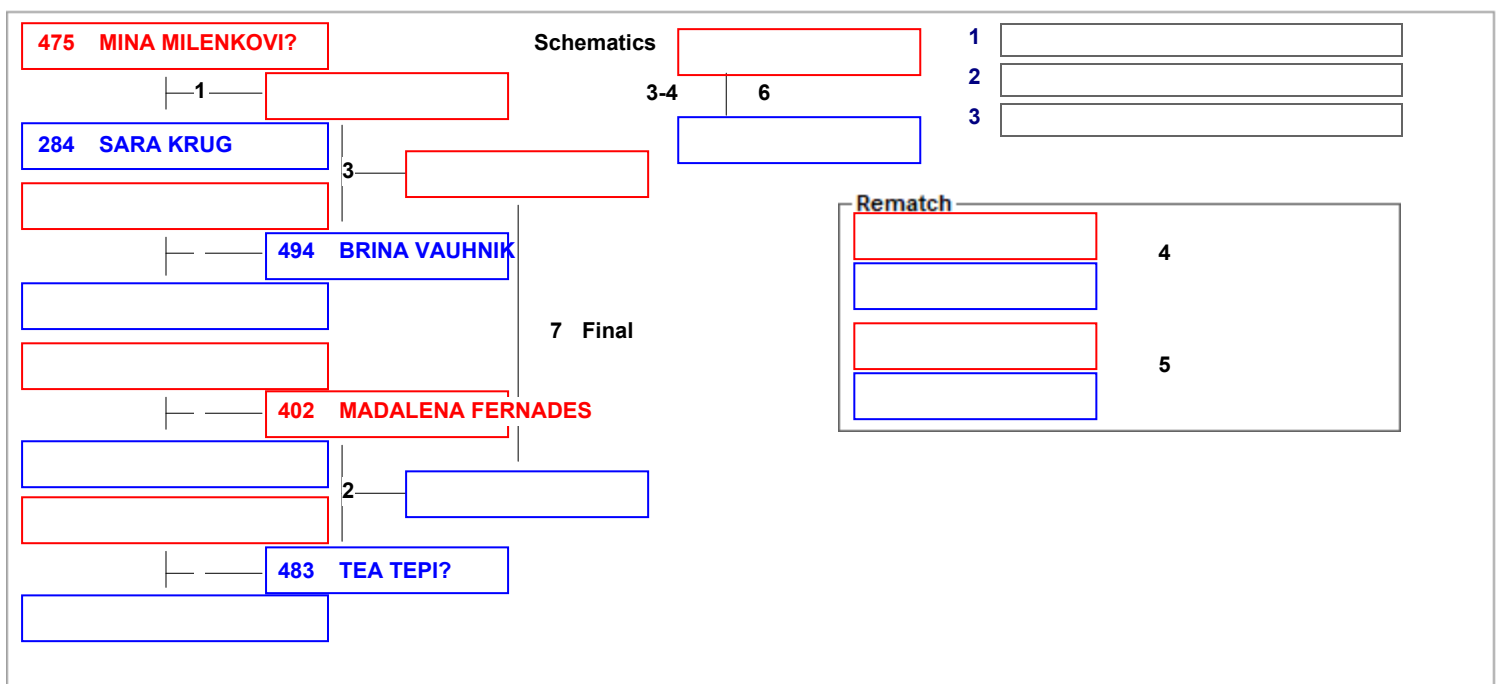 475 MINA MILENKOVI?
1
284 SARA KRUG
3
494 BRINA VAUHNIK
7 Final
402 MADALENA FERNADES
2
483 TEA TEPI?
Schematics
3-4 6
1
2
3
Rematch
4
5